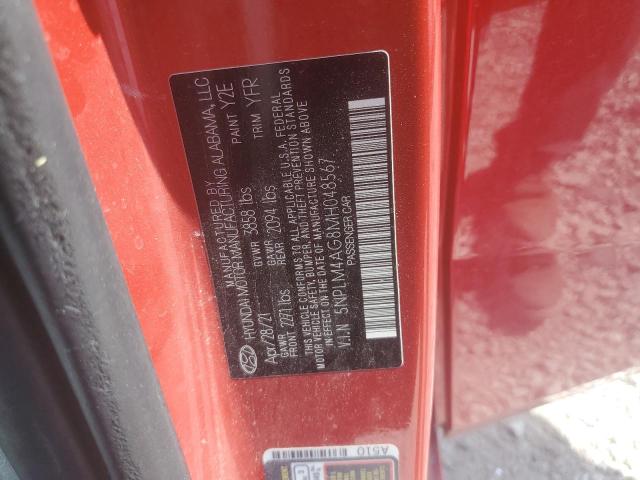 MANUFACTURED BY
HYUNDAI MOTOR MANUFACTURING ALABAMA, LLC
Apr/28/21 GVWR 3858 lbs PAINT Y2E
GAWR FRONT 2271 lbs GAWR REAR 2094 lbs TRIM YFR
THIS VEHICLE CONFORMS TO ALL APPLICABLE U.S.A. FEDERAL
MOTOR VEHICLE SAFETY, BUMPER, AND THEFT PREVENTION STANDARDS
IN EFFECT ON THE DATE OF MANUFACTURE SHOWN ABOVE
V.I.N 5NPLM4AG8MH048567
PASSENGER CAR
A510